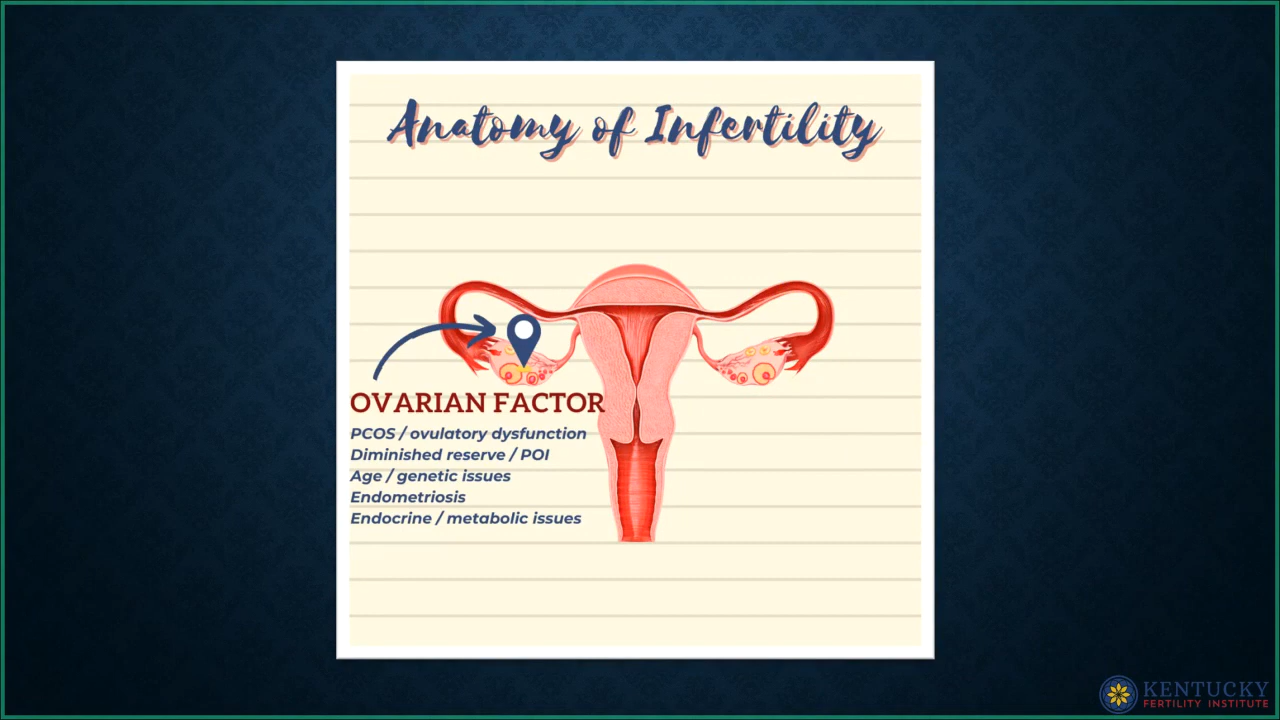 Anatomy of Infertility
OVARIAN FACTOR
PCOS / ovulatory dysfunction
Diminished reserve / POI
Age / genetic issues
Endometriosis
Endocrine / metabolic issues
KENTUCKY
FERTILITY INSTITUTE